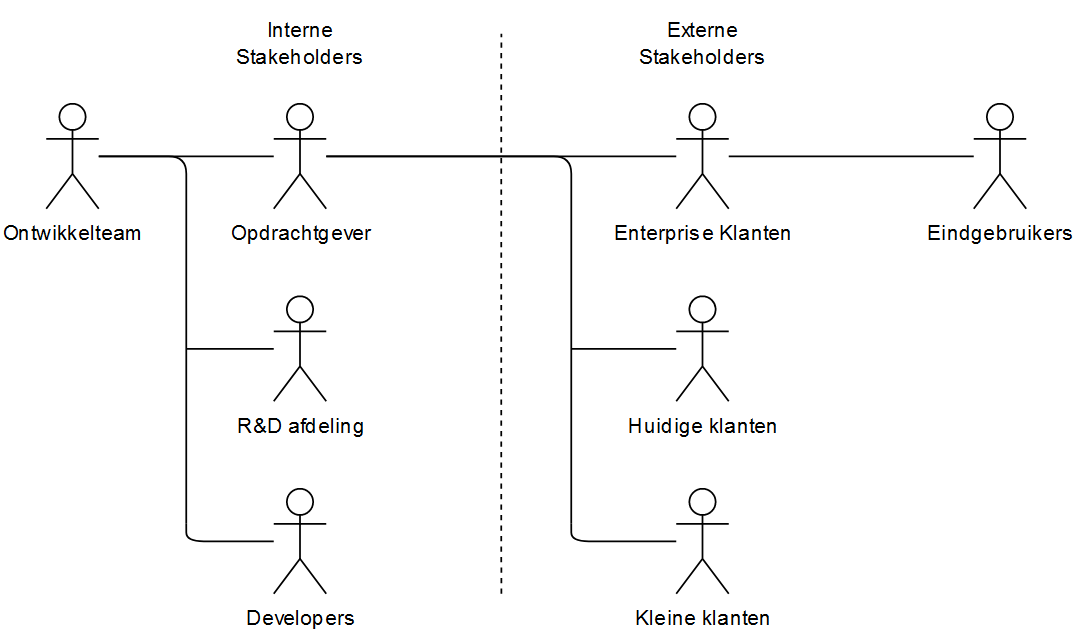 Interne
Stakeholders
Externe
Stakeholders
Ontwikkelteam
Opdrachtgever
Enterprise Klanten
Eindgebruikers
R&D afdeling
Huidige klanten
Developers
Kleine klanten